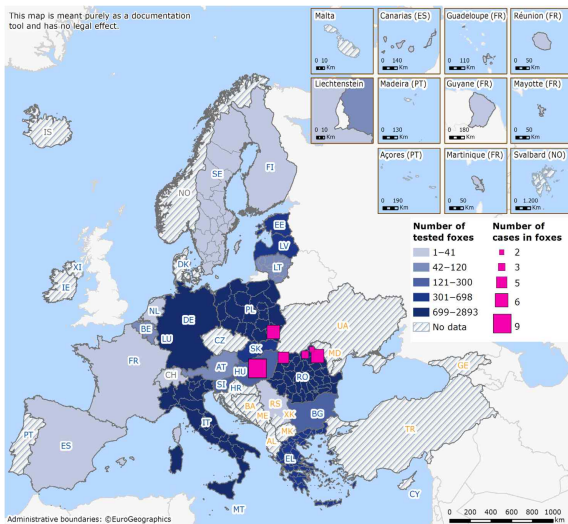 This map is meant purely as a documentation
tool and has no legal effect.
Malta
0 10 Km
Canarias (ES)
0 140 Km
Guadeloupe (FR)
0 110 Km
Réunion (FR)
0 50 Km
Liechtenstein
0 10 Km
Madeira (PT)
0 130 Km
Guyane (FR)
0 180 Km
Mayotte (FR)
0 50 Km
Açores (PT)
0 190 Km
Martinique (FR)
0 50 Km
Svalbard (NO)
0 1.200 Km
IS
NO
SE
FI
EE
LV
LT
DK
XI
IE
NL
BE
LU
DE
PL
CZ
SK
UA
MD
FR
CH
AT
HU
SI
HR
RO
BA
RS
ME
XK
MK
AL
BG
IT
PT
ES
EL
TR
GE
CY
MT
Number of
tested foxes
1–41
42–120
121–300
301–698
699–2893
No data
Number of
cases in foxes
2
3
5
6
9
Administrative boundaries: ©EuroGeographics
0 200 400 600 800 1000
km